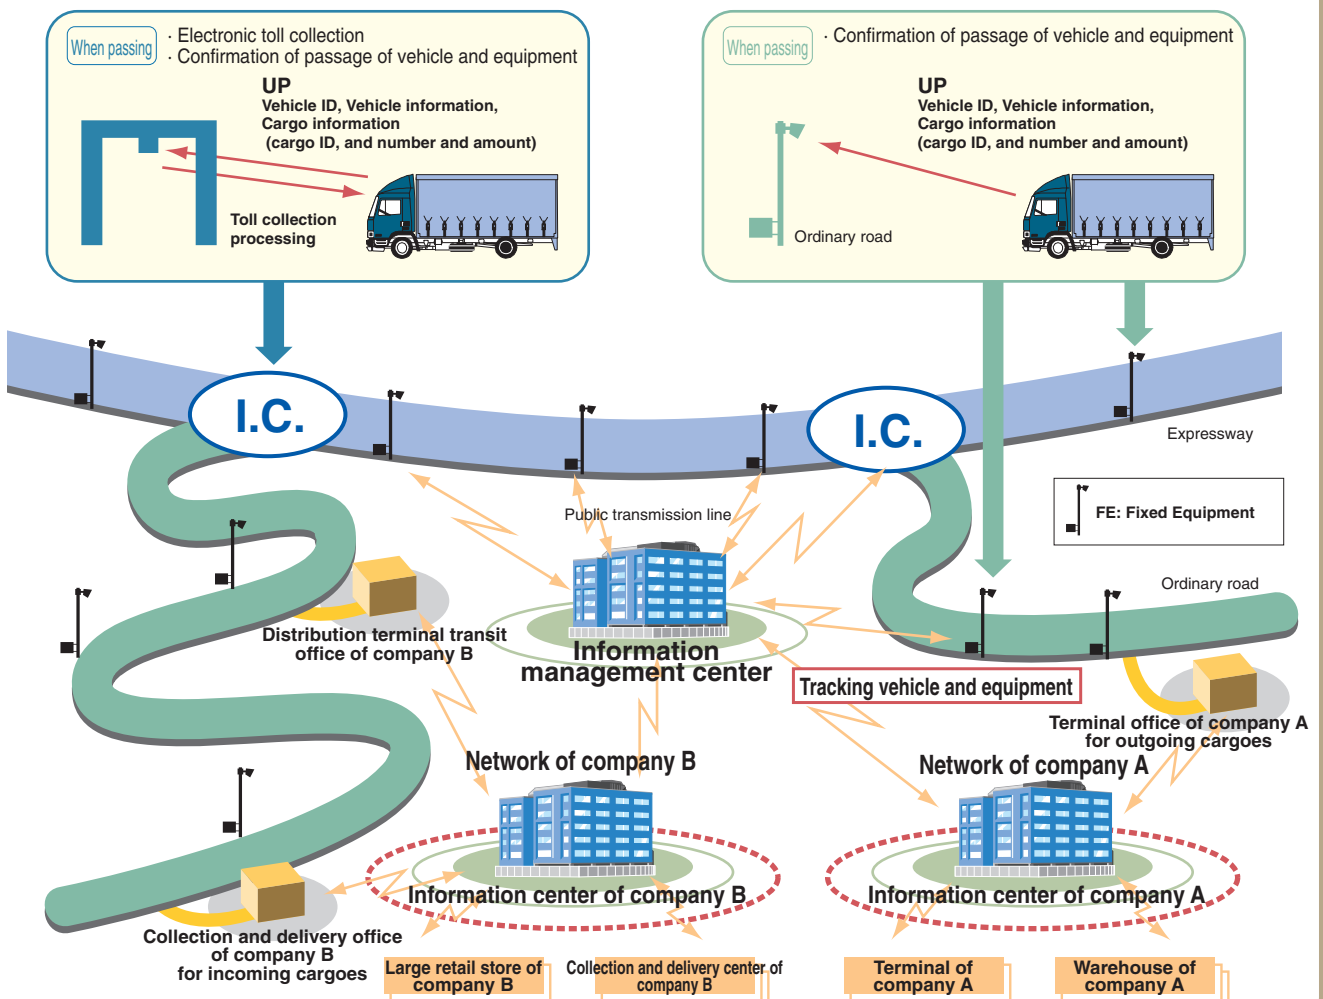 When passing
· Electronic toll collection
· Confirmation of passage of vehicle and equipment
UP
Vehicle ID, Vehicle information,
Cargo information
(cargo ID, and number and amount)
Toll collection
processing
When passing
· Confirmation of passage of vehicle and equipment
UP
Vehicle ID, Vehicle information,
Cargo information
(cargo ID, and number and amount)
Ordinary road
I.C.
I.C.
Expressway
Public transmission line
FE: Fixed Equipment
Ordinary road
Distribution terminal transit
office of company B
Information
management center
Tracking vehicle and equipment
Terminal office of company A
for outgoing cargoes
Network of company B
Network of company A
Information center of company B
Information center of company A
Collection and delivery office
of company B
for incoming cargoes
Large retail store of
company B
Collection and delivery center of
company B
Terminal of
company A
Warehouse of
company A